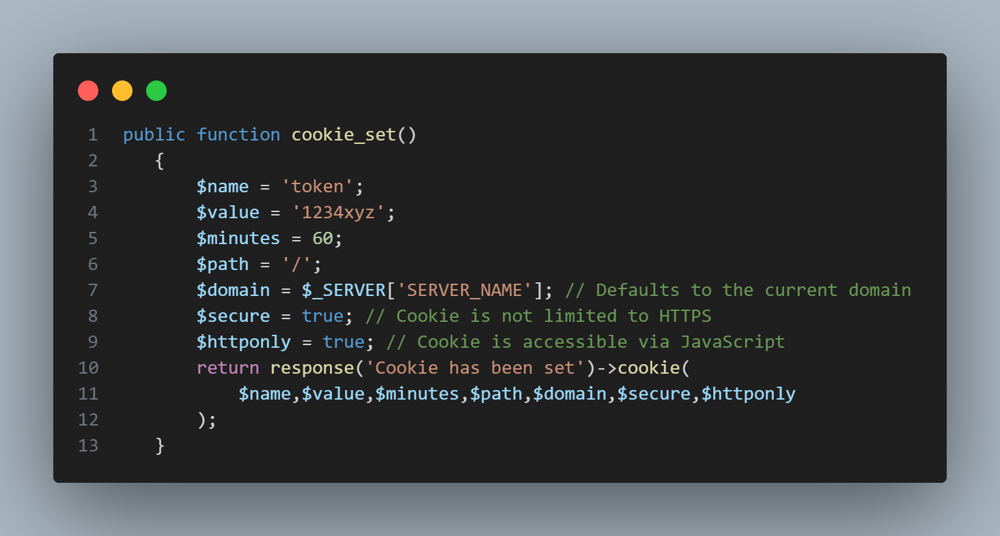 1 public function cookie_set()
2 {
3 $name = 'token';
4 $value = '1234xyz';
5 $minutes = 60;
6 $path = '/';
7 $domain = $_SERVER['SERVER_NAME']; // Defaults to the current domain
8 $secure = true; // Cookie is not limited to HTTPS
9 $httponly = true; // Cookie is accessible via JavaScript
10 return response('Cookie has been set')->cookie(
11 $name,$value,$minutes,$path,$domain,$secure,$httponly
12 );
13 }